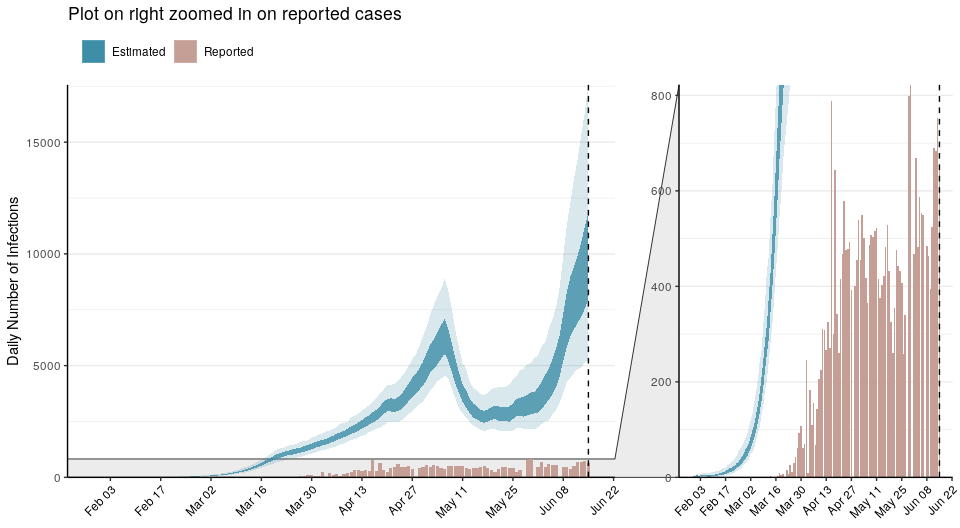 Plot on right zoomed in on reported cases
Estimated Reported
Daily Number of Infections
15000
10000
5000
0
Feb 03 Feb 17 Mar 02 Mar 16 Mar 30 Apr 13 Apr 27 May 11 May 25 Jun 08 Jun 22
800
600
400
200
0
Feb 03 Feb 17 Mar 02 Mar 16 Mar 30 Apr 13 Apr 27 May 11 May 25 Jun 08 Jun 22